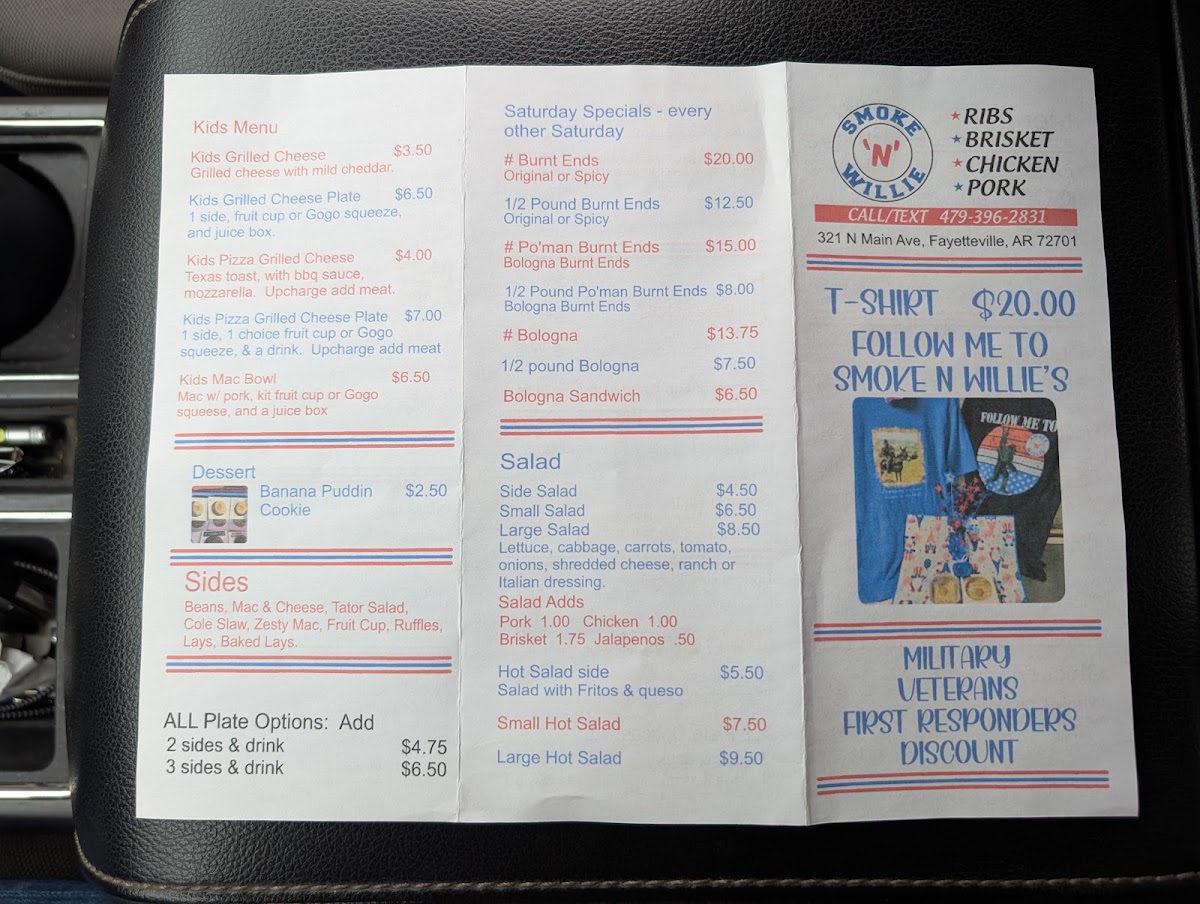 Kids Menu
Kids Grilled Cheese $3.50
Grilled cheese with mild cheddar.
Kids Grilled Cheese Plate $6.50
1 side, fruit cup or Gogo squeeze,
and juice box.
Kids Pizza Grilled Cheese $4.00
Texas toast, with bbq sauce,
mozzarella. Upcharge add meat.
Kids Pizza Grilled Cheese Plate $7.00
1 side, 1 choice fruit cup or Gogo
squeeze, & a drink. Upcharge add meat
Kids Mac Bowl $6.50
Mac w/ pork, kit fruit cup or Gogo
squeese, and a juice box
Dessert
Banana Puddin $2.50
Cookie
Sides
Beans, Mac & Cheese, Tator Salad,
Cole Slaw, Zesty Mac, Fruit Cup, Ruffles,
Lays, Baked Lays.
ALL Plate Options: Add
2 sides & drink $4.75
3 sides & drink $6.50
Saturday Specials - every
other Saturday
# Burnt Ends $20.00
Original or Spicy
1/2 Pound Burnt Ends $12.50
Original or Spicy
# Po'man Burnt Ends $15.00
Bologna Burnt Ends
1/2 Pound Po'man Burnt Ends $8.00
Bologna Burnt Ends
# Bologna $13.75
1/2 pound Bologna $7.50
Bologna Sandwich $6.50
Salad
Side Salad $4.50
Small Salad $6.50
Large Salad $8.50
Lettuce, cabbage, carrots, tomato,
onions, shredded cheese, ranch or
Italian dressing.
Salad Adds
Pork 1.00 Chicken 1.00
Brisket 1.75 Jalapenos .50
Hot Salad side $5.50
Salad with Fritos & queso
Small Hot Salad $7.50
Large Hot Salad $9.50
SMOKE
'N'
WILLIE
RIBS
BRISKET
CHICKEN
PORK
CALL/TEXT 479-396-2831
321 N Main Ave, Fayetteville, AR 72701
T-SHIRT $20.00
FOLLOW ME TO
SMOKE N WILLIE'S
FOLLOW ME TO
MILITARY
VETERANS
FIRST RESPONDERS
DISCOUNT